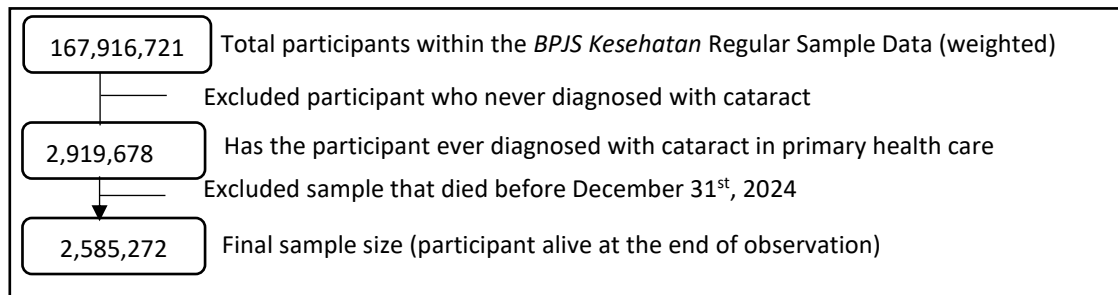 167,916,721 Total participants within the BPJS Kesehatan Regular Sample Data (weighted)
Excluded participant who never diagnosed with cataract
2,919,678 Has the participant ever diagnosed with cataract in primary health care
Excluded sample that died before December 31st, 2024
2,585,272 Final sample size (participant alive at the end of observation)